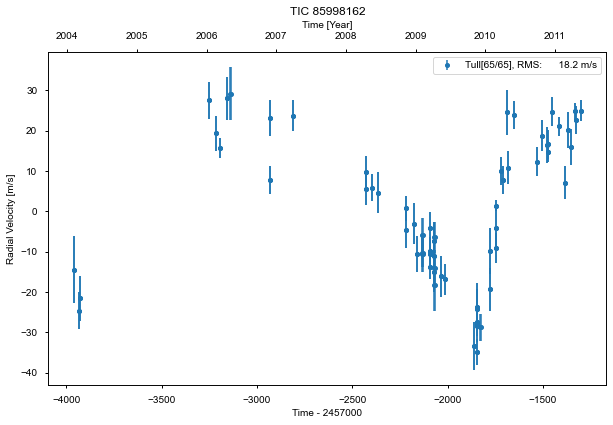 TIC 85998162
Time [Year]
2004 2005 2006 2007 2008 2009 2010 2011
Tull[65/65], RMS: 18.2 m/s
Radial Velocity [m/s]
30
20
10
0
−10
−20
−30
−40
−4000 −3500 −3000 −2500 −2000 −1500
Time - 2457000